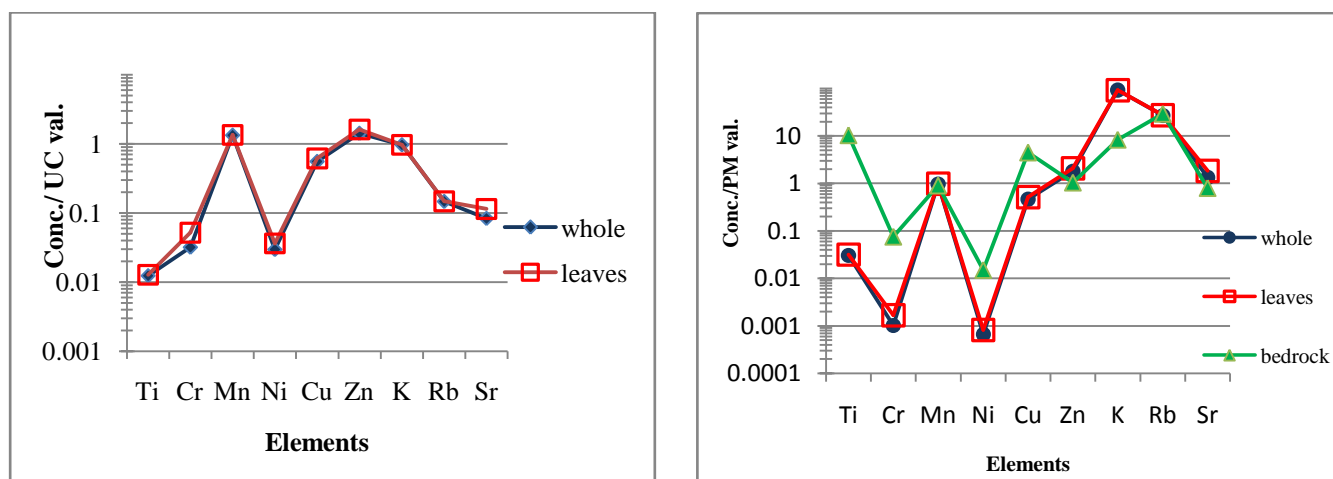 Conc./ UC val.
1
0.1
0.01
0.001
Ti Cr Mn Ni Cu Zn K Rb Sr
Elements
whole
leaves
Conc./PM val.
10
1
0.1
0.01
0.001
0.0001
Ti Cr Mn Ni Cu Zn K Rb Sr
Elements
whole
leaves
bedrock